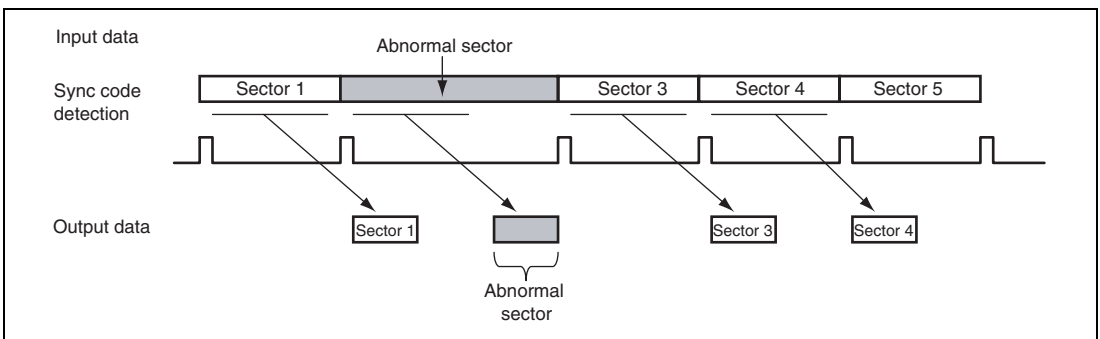 Input data
Abnormal sector
Sync code
detection
Sector 1
Sector 3
Sector 4
Sector 5
Output data
Sector 1
Sector 3
Sector 4
Abnormal
sector